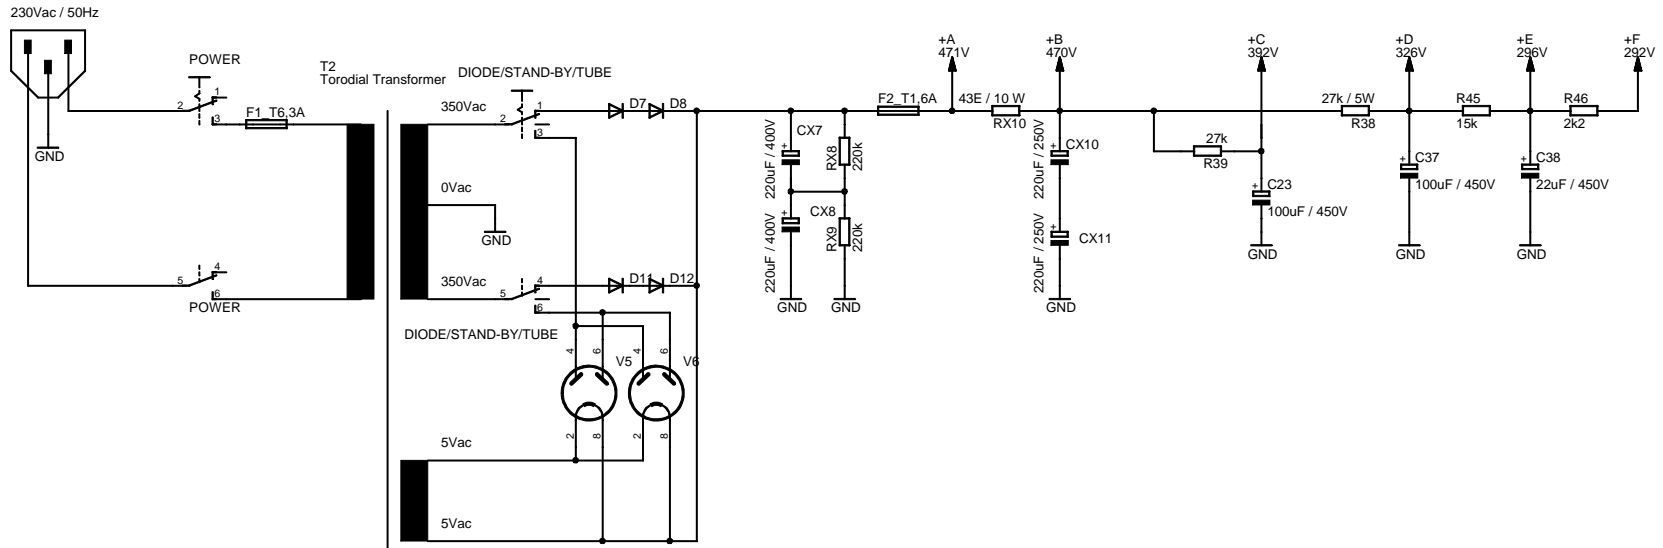 230Vac / 50Hz
POWER
2
1
3
F1_T6,3A
GND
5
4
6
POWER
T2
Torodial Transformer
DIODE/STAND-BY/TUBE
350Vac
2
1
3
D7
D8
0Vac
GND
350Vac
5
4
6
D11
D12
DIODE/STAND-BY/TUBE
4
6
V5
4
6
V6
2
8
2
8
5Vac
5Vac
+
CX7
220uF / 400V
RX8
220k
+
CX8
220uF / 400V
RX9
220k
GND
GND
F2_T1,6A
+A
471V
43E / 10 W
RX10
+B
470V
+
CX10
220uF / 250V
+
CX11
220uF / 250V
GND
27k
R39
+C
392V
+
C23
100uF / 450V
GND
27k / 5W
R38
+D
326V
+
C37
100uF / 450V
GND
R45
15k
+E
296V
+
C38
22uF / 450V
GND
R46
2k2
+F
292V